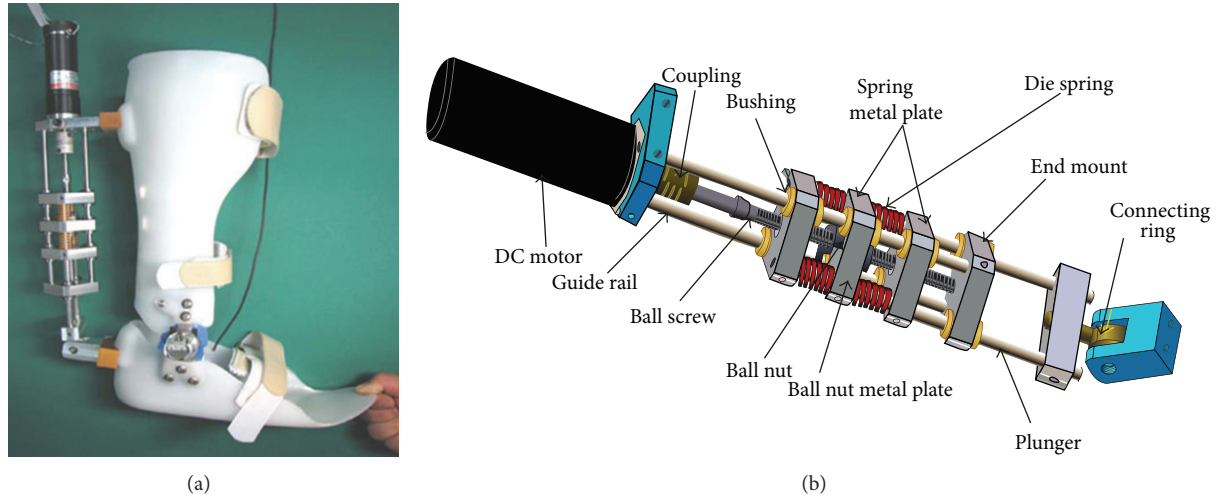 Coupling
Bushing
Spring
metal plate
Die spring
End mount
Connecting
ring
DC motor
Guide rail
Ball screw
Ball nut
Ball nut metal plate
Plunger
(a)
(b)